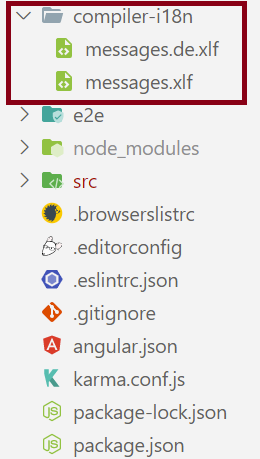 compiler-i18n
messages.de.xlf
messages.xlf
e2e
node_modules
src
.browserslistrc
.editorconfig
.eslintrc.json
.gitignore
angular.json
karma.conf.js
package-lock.json
package.json